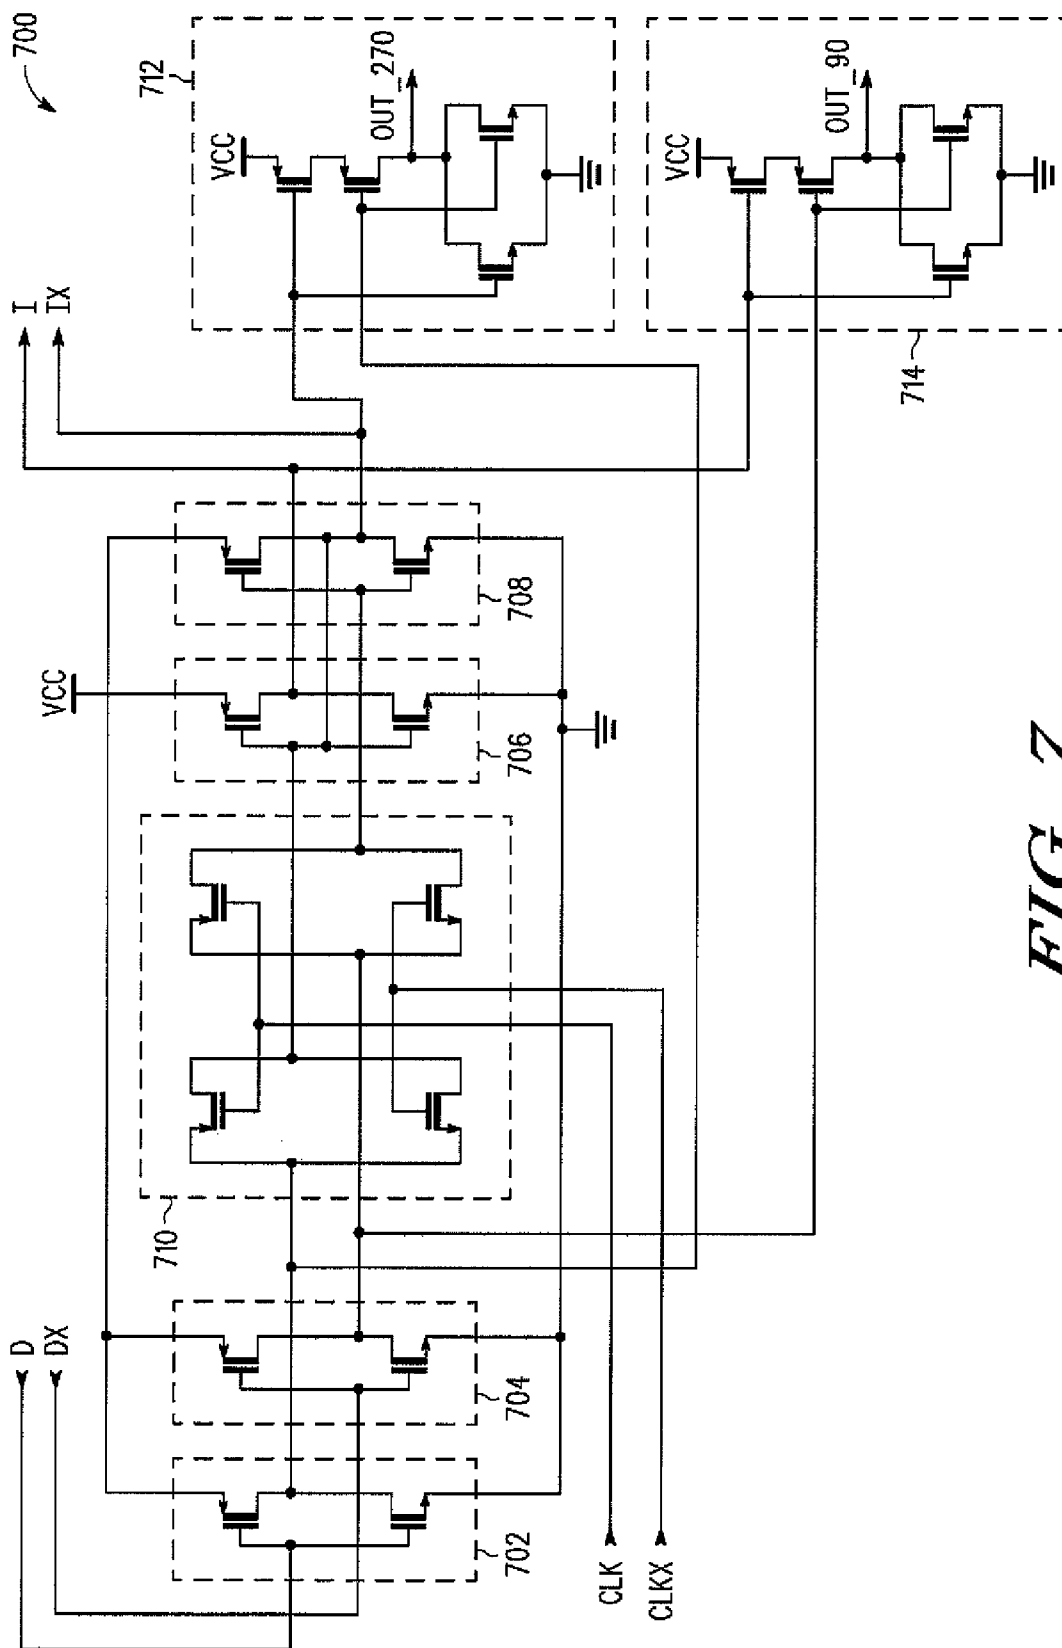 700
D
DX
I
IX
VCC
712
VCC
OUT_270
710
702
704
706
708
VCC
OUT_90
714
CLK
CLKX
FIG. 7